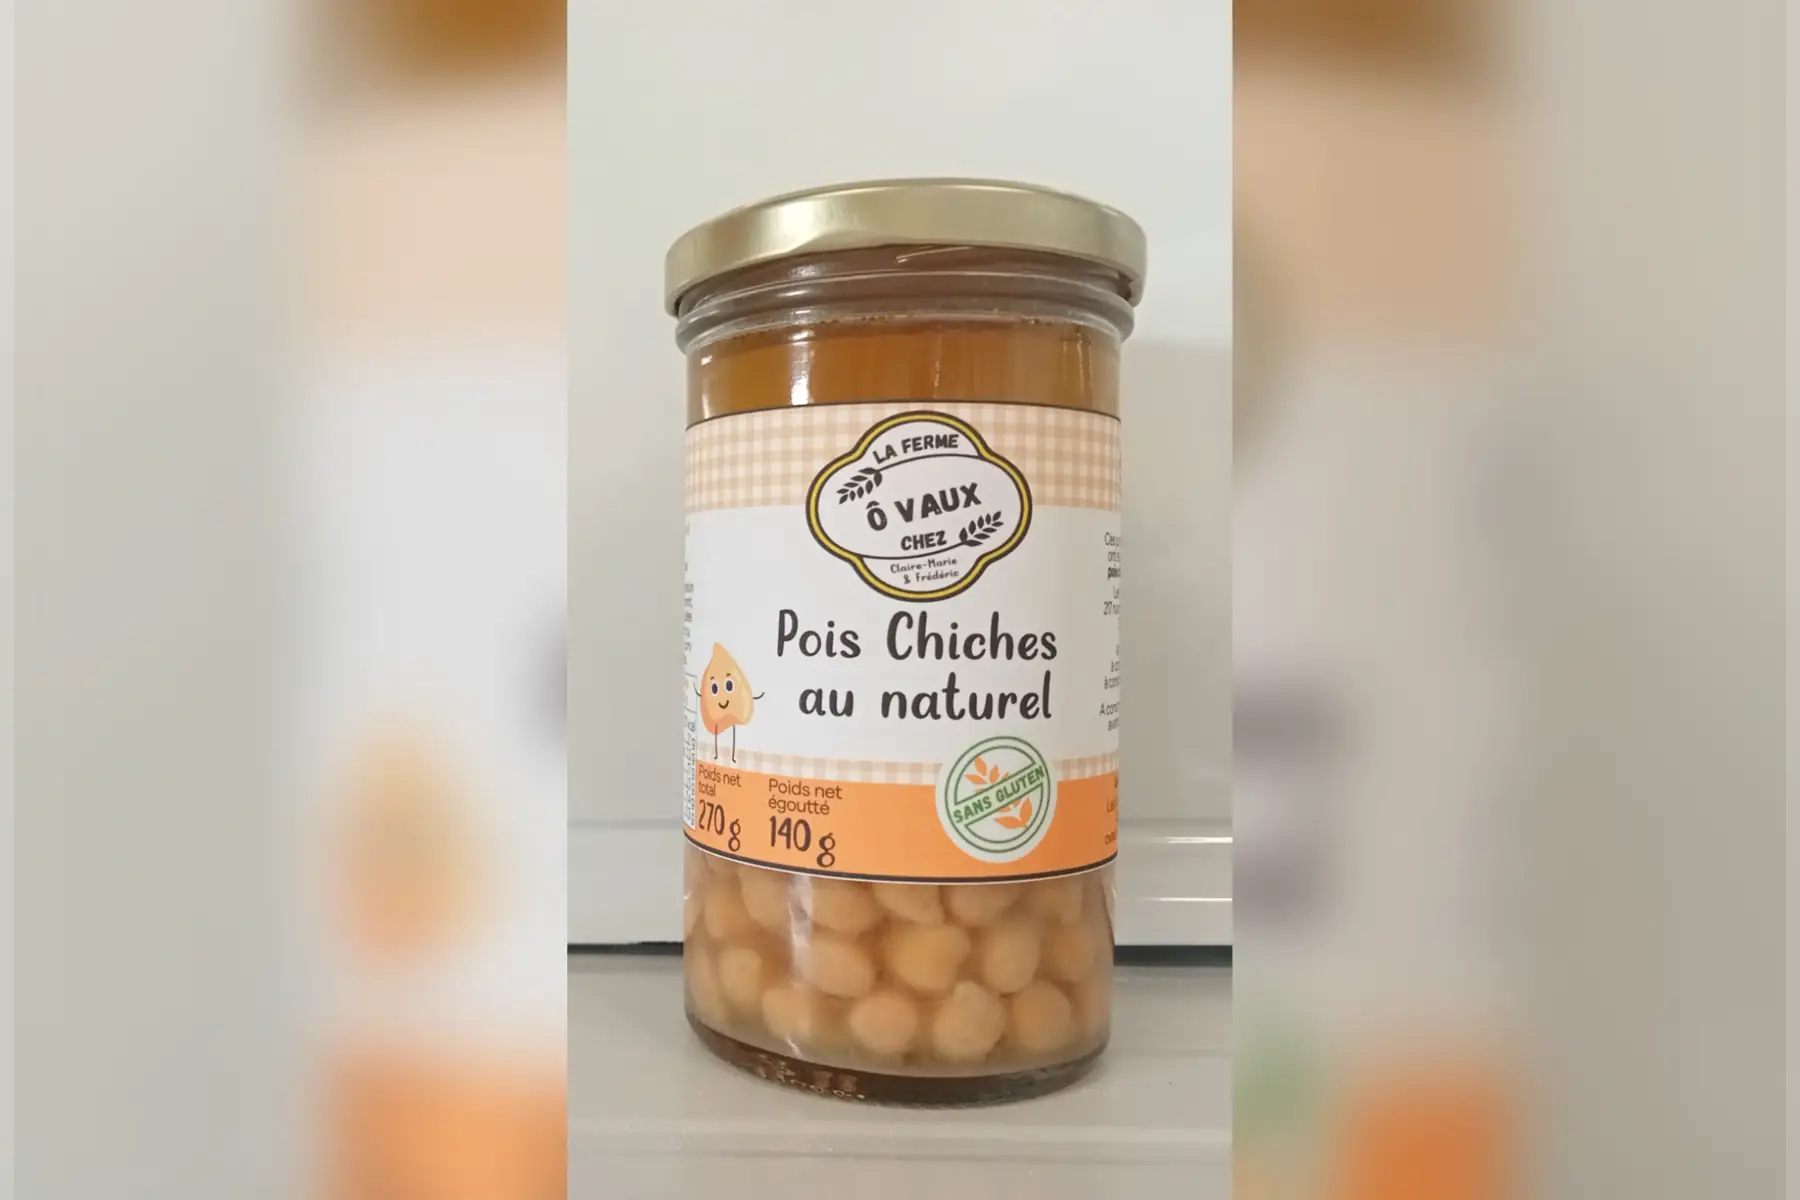 LA FERME
Ô VAUX
CHEZ
Claire-Marie
& Frédéric
Pois Chiches
au naturel
Poids net
total
270 g
Poids net
égoutté
140 g
SANS GLUTEN